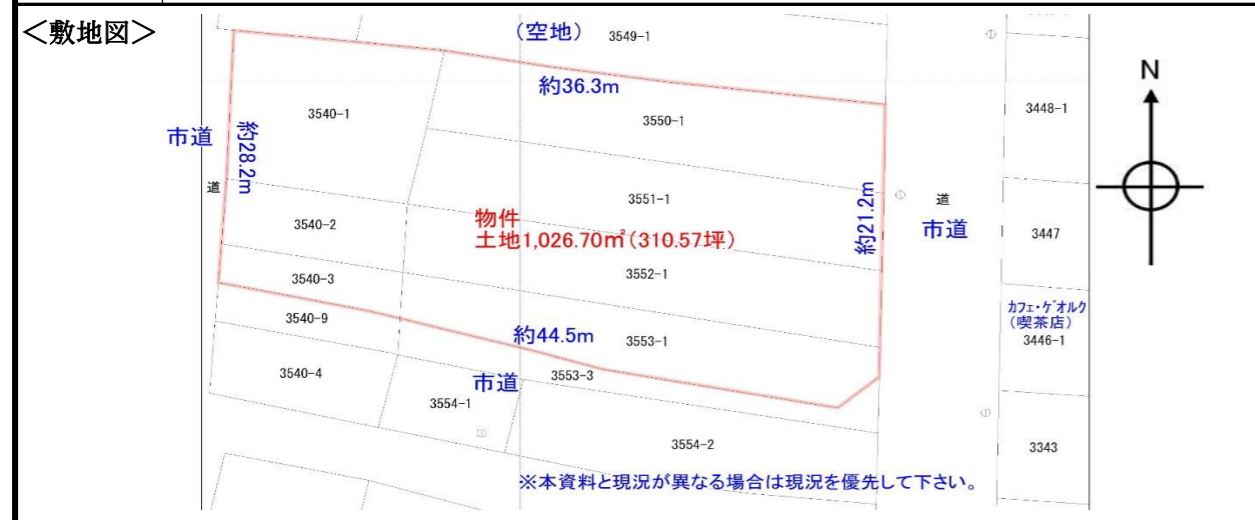 <敷地図>
(空地)
3549-1
N
約36.3m
3448-1
3540-1
3550-1
市道
約28.2m
道
3551-1
約21.2m
道
市道
物件
土地1,026.70㎡(310.57坪)
3540-2
3447
3552-1
3540-3
カフェ・ゲオルク
(喫茶店)
3446-1
3540-9
約44.5m
3553-1
3540-4
市道
3553-3
3554-1
3554-2
3343
※本資料と現況が異なる場合は現況を優先して下さい。